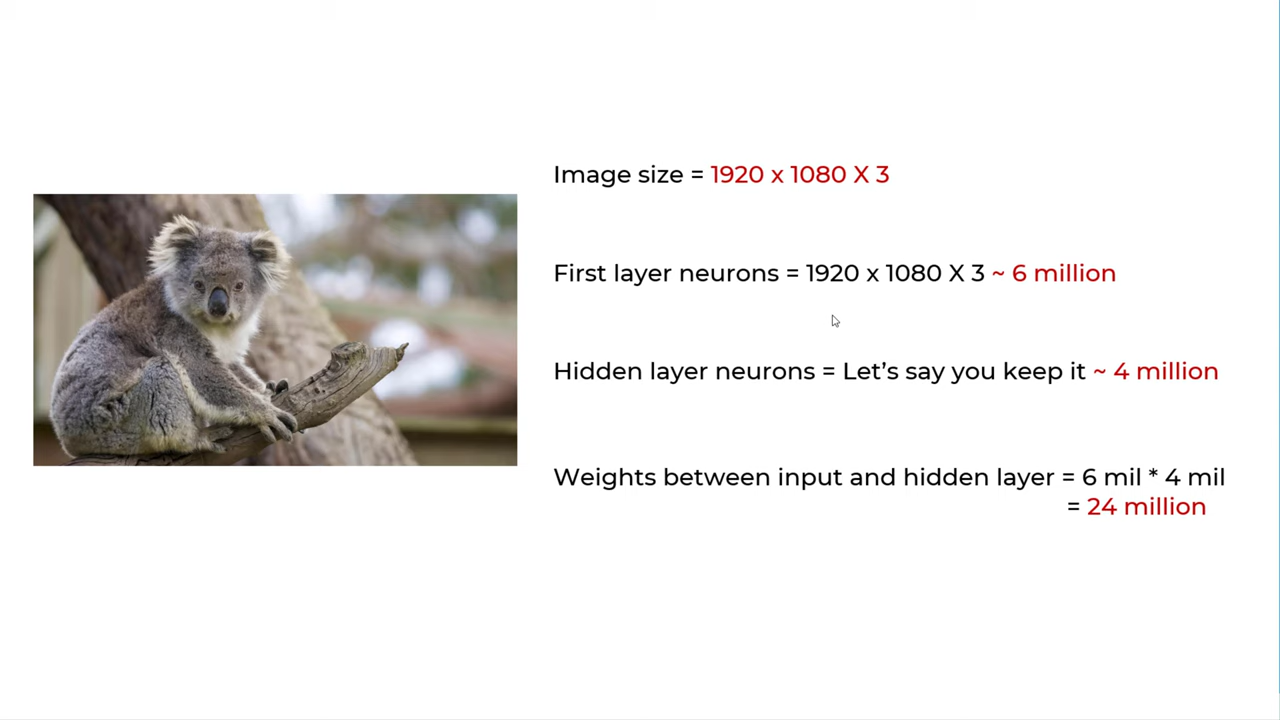 Image size = 1920 x 1080 X 3
First layer neurons = 1920 x 1080 X 3 ~ 6 million
Hidden layer neurons = Let’s say you keep it ~ 4 million
Weights between input and hidden layer = 6 mil * 4 mil
= 24 million